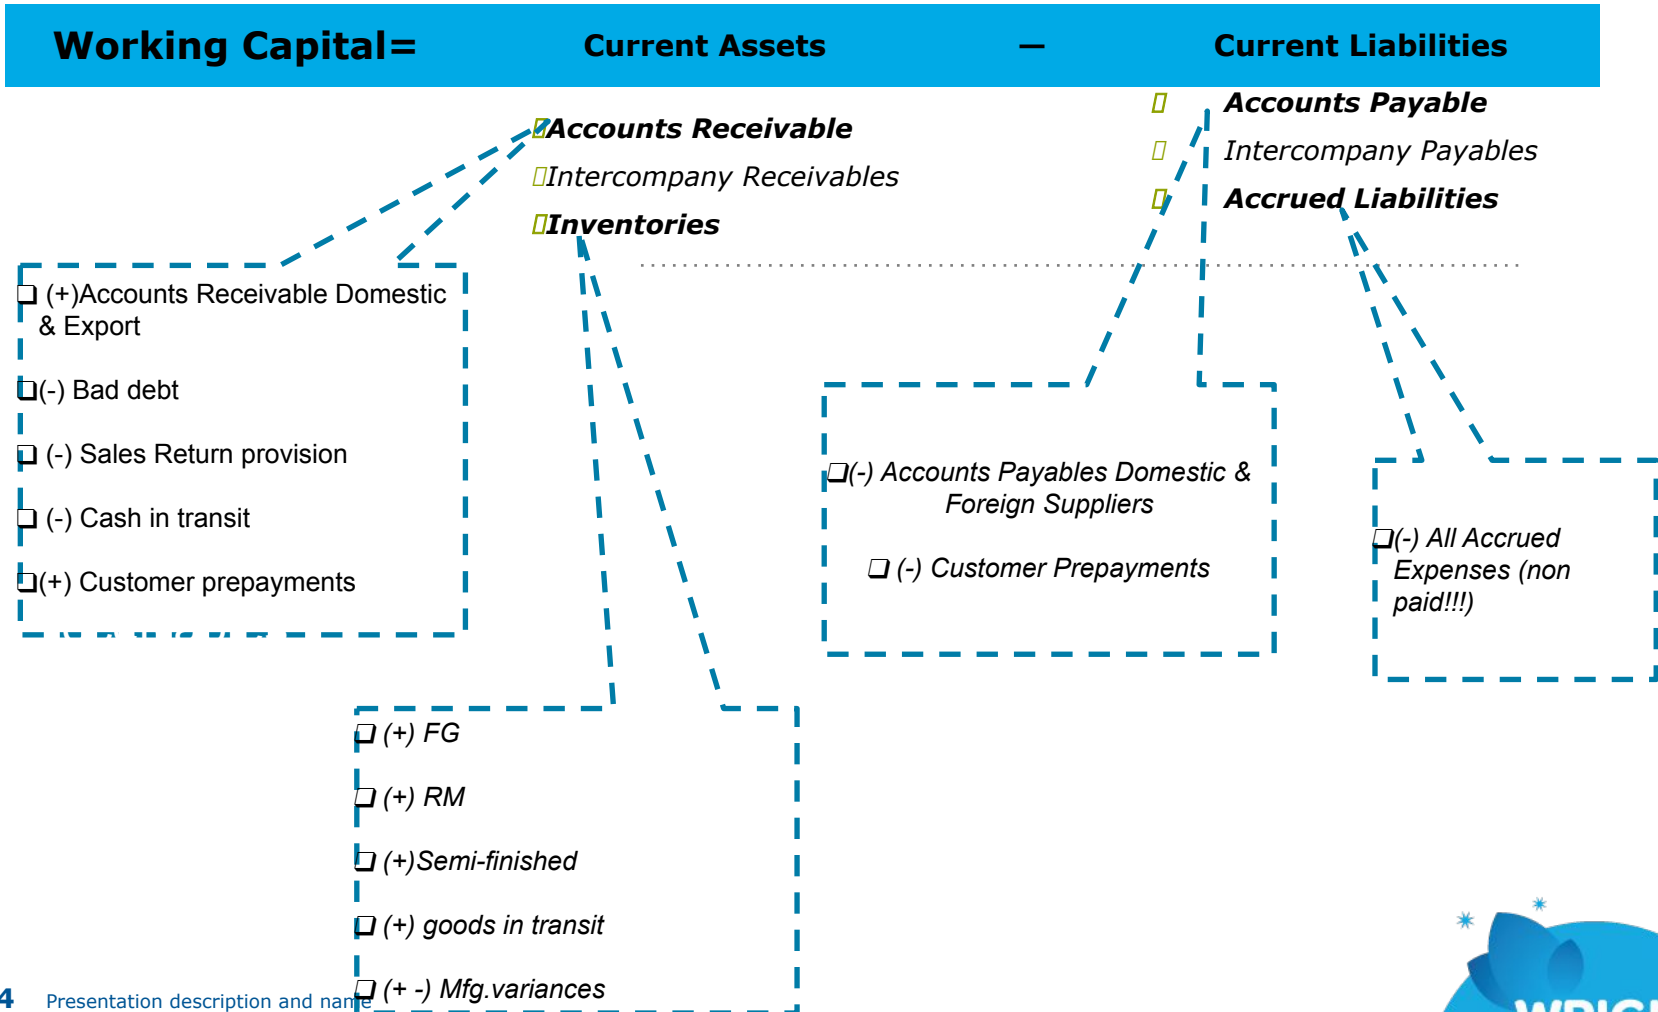 Working Capital= Current Assets — Current Liabilities
Accounts Receivable
Intercompany Receivables
Inventories
Accounts Payable
Intercompany Payables
Accrued Liabilities
❑ (+)Accounts Receivable Domestic
& Export
❑(-) Bad debt
❑ (-) Sales Return provision
❑ (-) Cash in transit
❑(+) Customer prepayments
❑(-) Accounts Payables Domestic &
Foreign Suppliers
❑ (-) Customer Prepayments
❑(-) All Accrued
Expenses (non
paid!!!)
❑ (+) FG
❑ (+) RM
❑ (+)Semi-finished
❑ (+) goods in transit
❑ (+ -) Mfg.variances
4 Presentation description and name